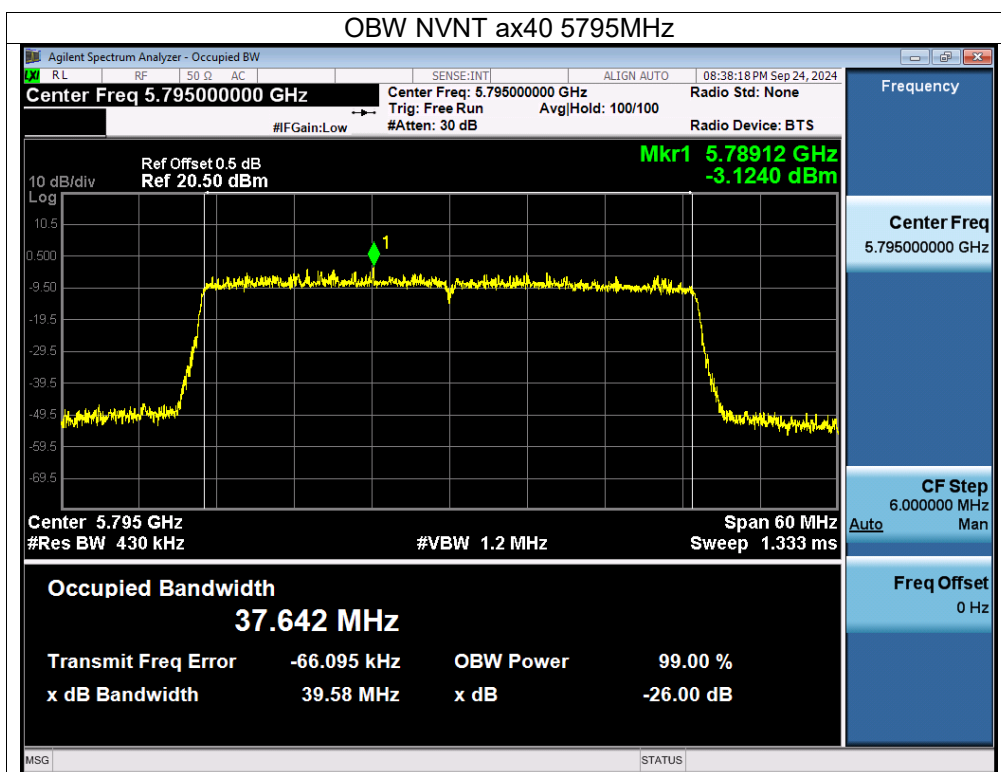 OBW NVNT ax40 5795MHz
Agilent Spectrum Analyzer - Occupied BW
LXI RL RF 50 Ω AC SENSE:INT ALIGN AUTO 08:38:18 PM Sep 24, 2024
Center Freq 5.795000000 GHz
Center Freq: 5.795000000 GHz
Radio Std: None
Trig: Free Run Avg|Hold: 100/100
#IFGain:Low #Atten: 30 dB Radio Device: BTS
Mkr1 5.78912 GHz
-3.1240 dBm
Ref Offset 0.5 dB
10 dB/div Ref 20.50 dBm
Log
10.5
0.500
-9.50
-19.5
-29.5
-39.5
-49.5
-59.5
-69.5
1
Center 5.795 GHz Span 60 MHz
#Res BW 430 kHz #VBW 1.2 MHz Sweep 1.333 ms
Occupied Bandwidth
37.642 MHz
Transmit Freq Error -66.095 kHz OBW Power 99.00 %
x dB Bandwidth 39.58 MHz x dB -26.00 dB
MSG STATUS
Frequency
Center Freq
5.795000000 GHz
CF Step
6.000000 MHz
Auto Man
Freq Offset
0 Hz